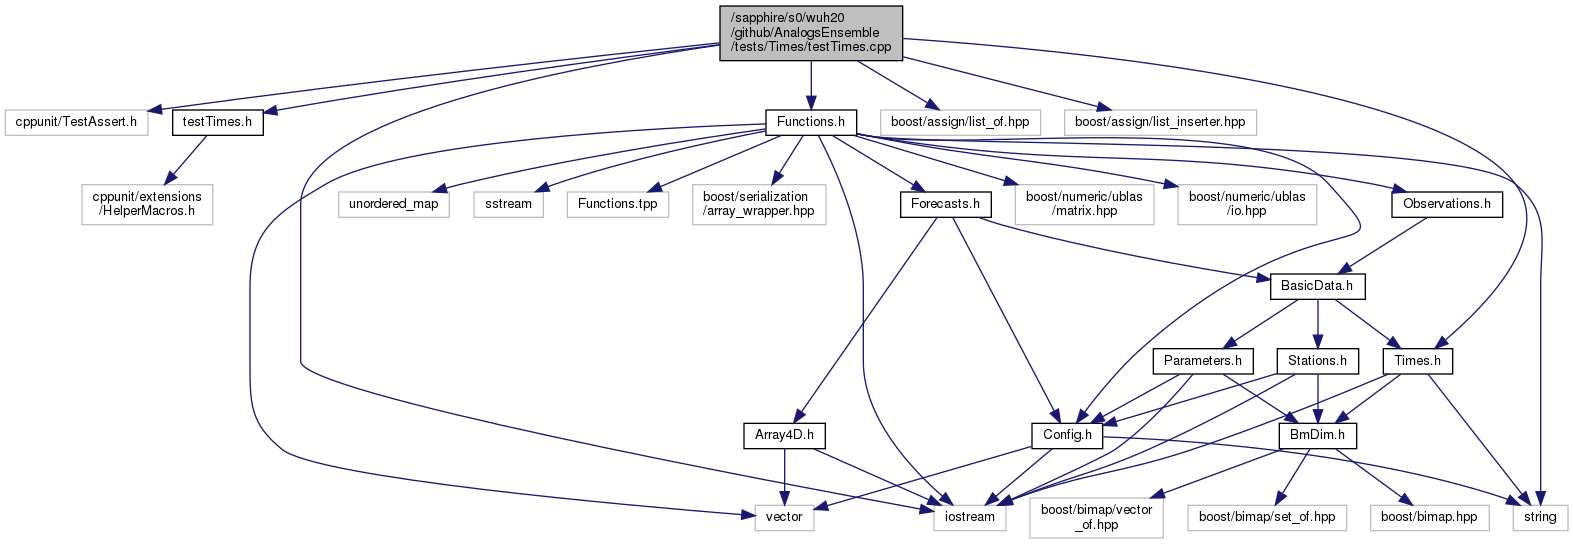 /sapphire/s0/wuh20
/github/AnalogsEnsemble
/tests/Times/testTimes.cpp
cppunit/TestAssert.h
testTimes.h
Functions.h
boost/assign/list_of.hpp
boost/assign/list_inserter.hpp
cppunit/extensions
/HelperMacros.h
unordered_map
sstream
Functions.tpp
boost/serialization
/array_wrapper.hpp
Forecasts.h
boost/numeric/ublas
/matrix.hpp
boost/numeric/ublas
/io.hpp
Observations.h
BasicData.h
Parameters.h
Stations.h
Times.h
Array4D.h
Config.h
BmDim.h
vector
iostream
boost/bimap/vector
_of.hpp
boost/bimap/set_of.hpp
boost/bimap.hpp
string